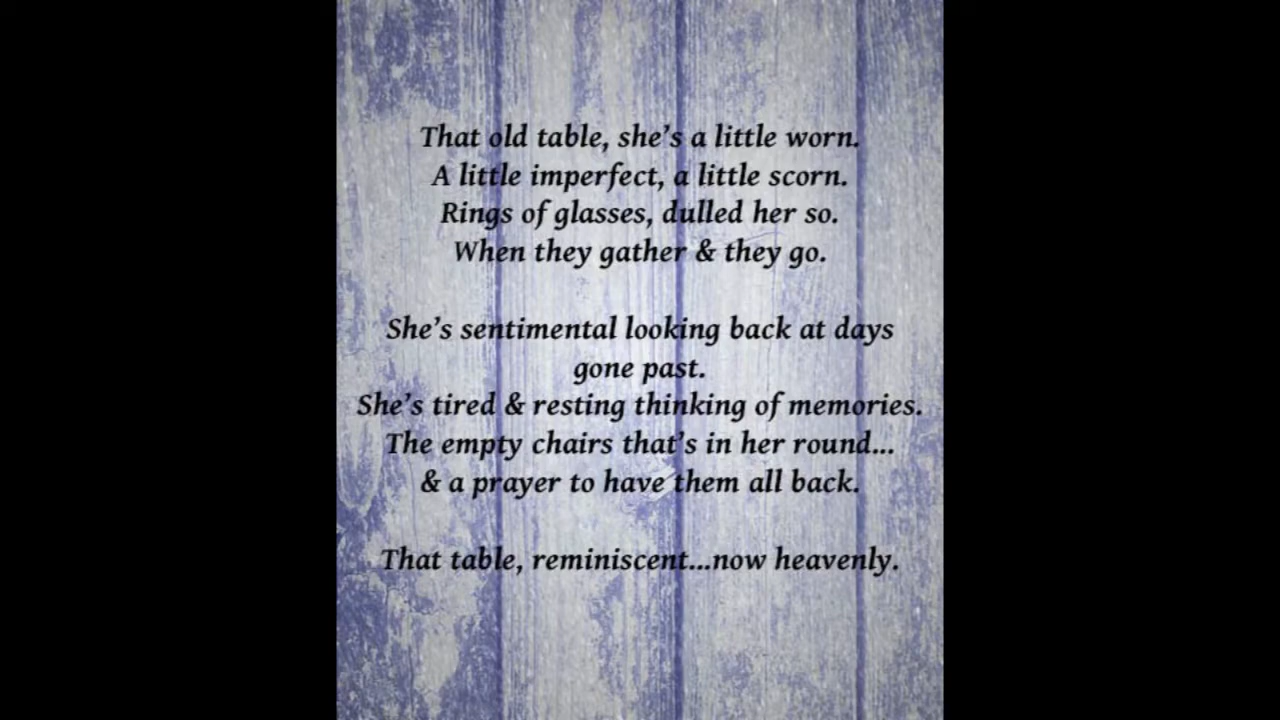 That old table, she's a little worn.
A little imperfect, a little scorn.
Rings of glasses, dulled her so.
When they gather & they go.
She's sentimental looking back at days
gone past.
She's tired & resting thinking of memories.
The empty chairs that's in her round...
& a prayer to have them all back.
That table, reminiscent...now heavenly.